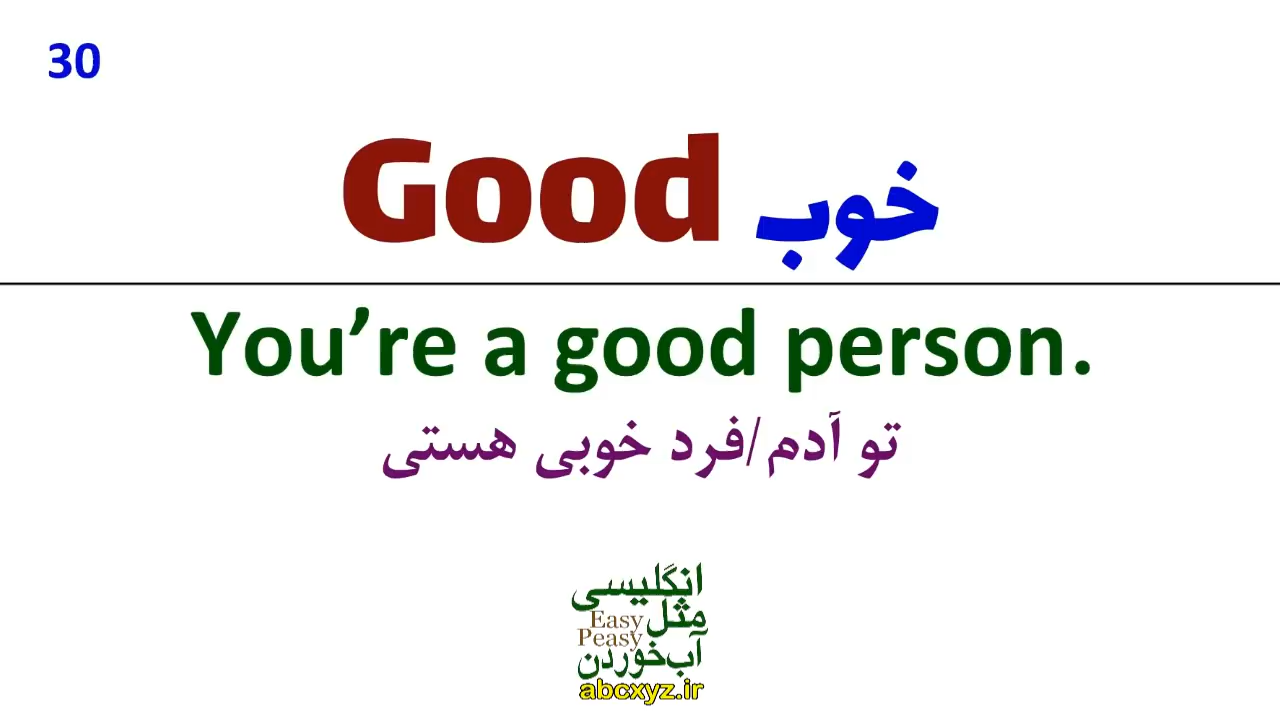 30
Good خوب
You’re a good person.
تو آدم/فرد خوبی هستی
انگلیسی
مثل Easy
Peasy
آب‌خوردن
abcxyz.ir